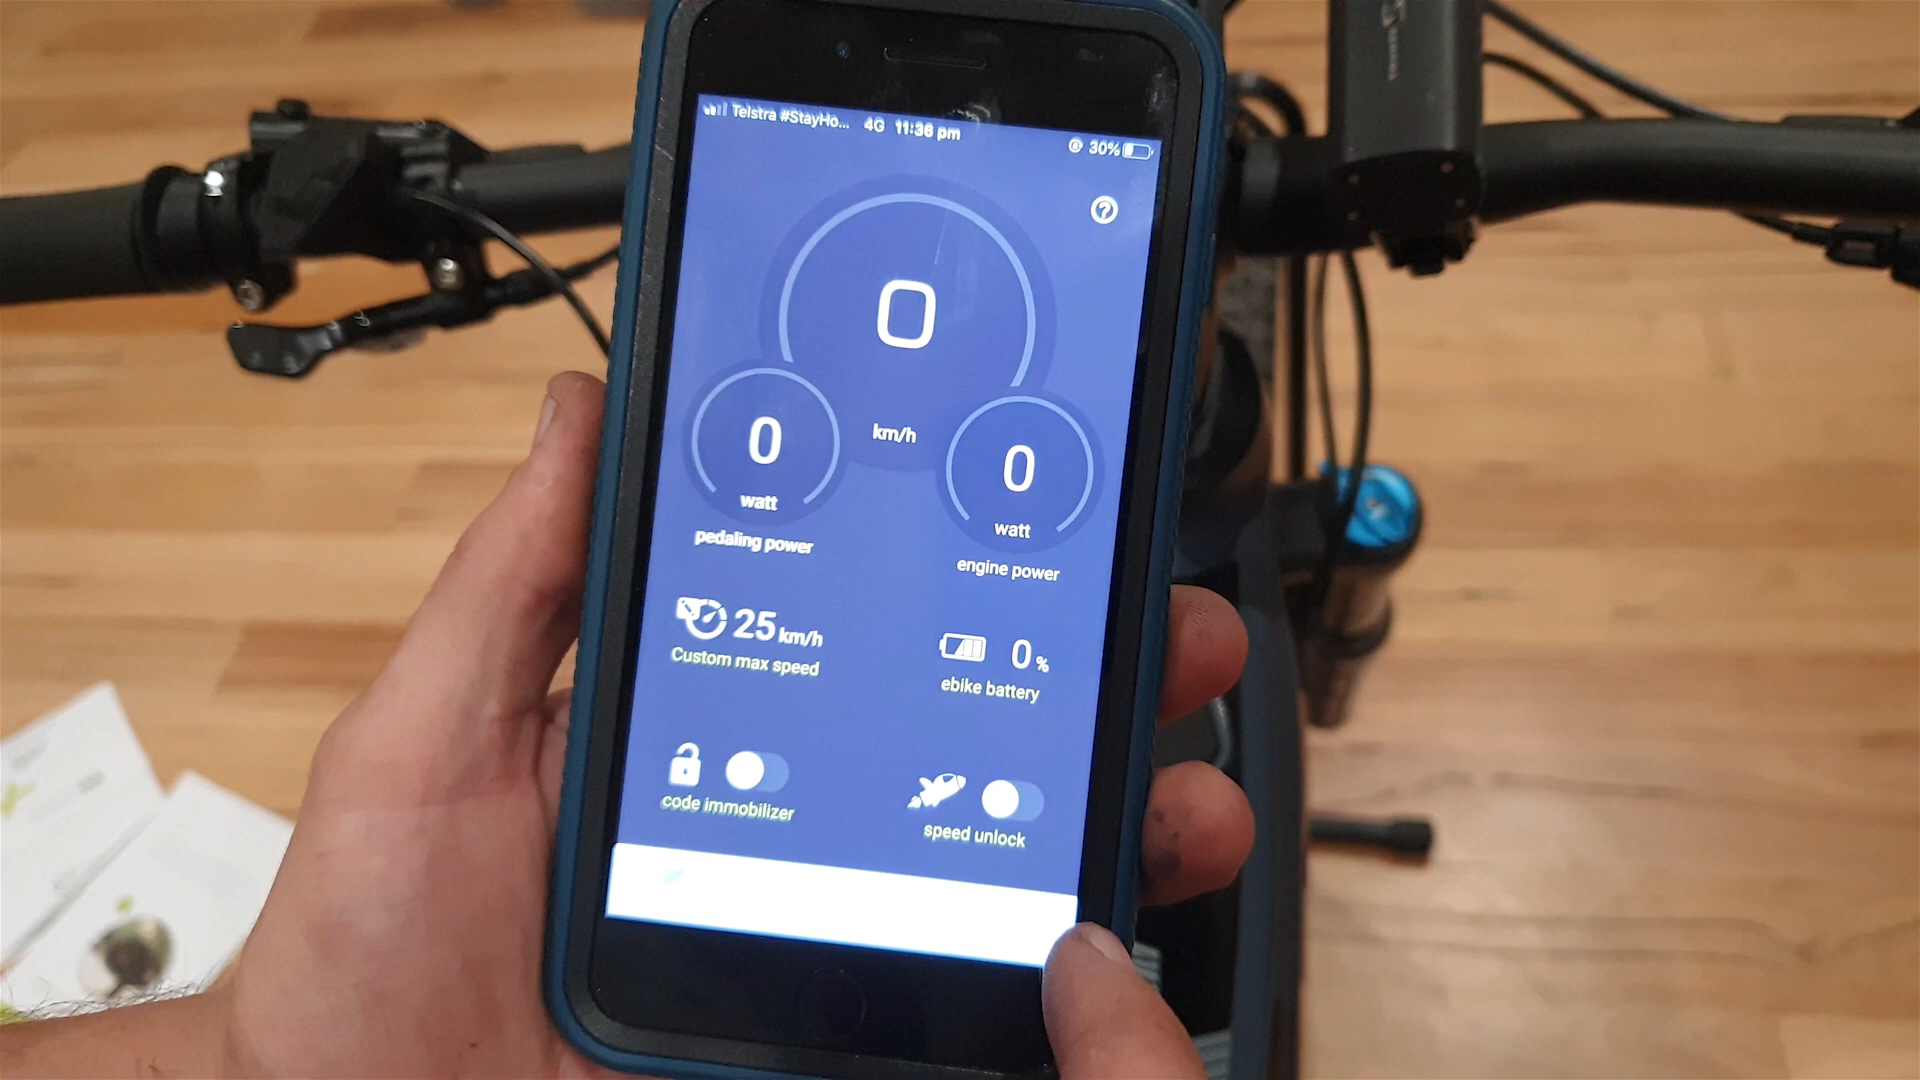 Telstra #StayHo... 4G 11:36 pm 30%
?
0
km/h
0
watt
pedaling power
0
watt
engine power
25 km/h
Custom max speed
0 %
ebike battery
code immobilizer
speed unlock